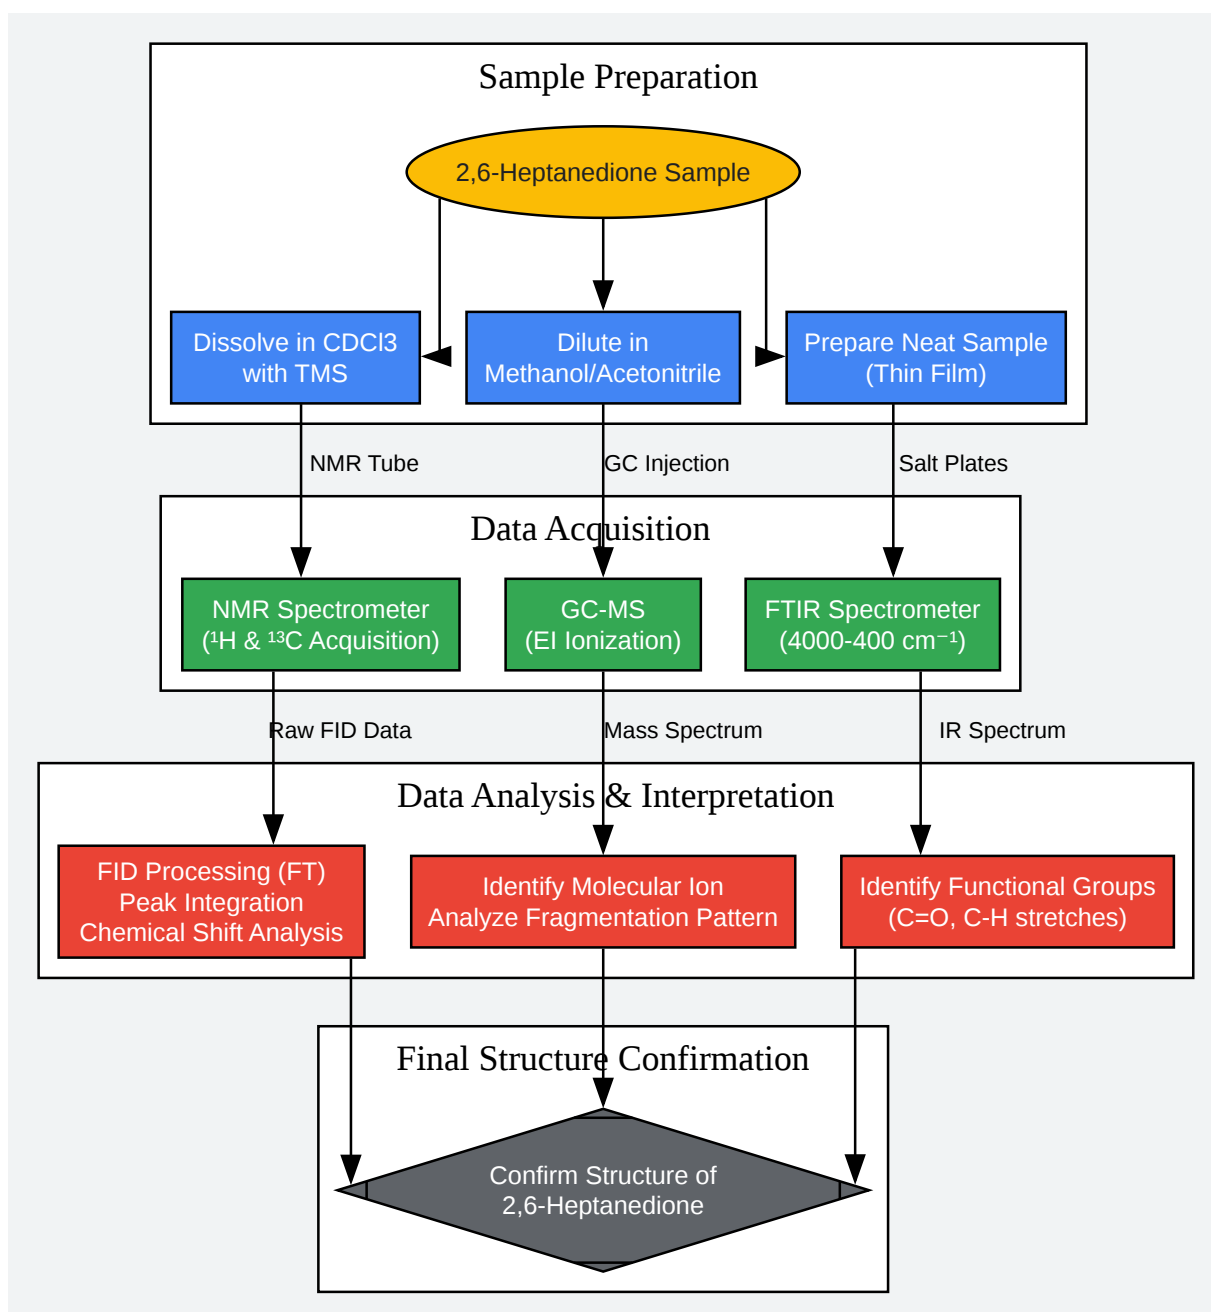 Sample Preparation
2,6-Heptanedione Sample
Dissolve in CDCl3
with TMS
Dilute in
Methanol/Acetonitrile
Prepare Neat Sample
(Thin Film)
NMR Tube
GC Injection
Salt Plates
Data Acquisition
NMR Spectrometer
(¹H & ¹³C Acquisition)
GC-MS
(EI Ionization)
FTIR Spectrometer
(4000-400 cm⁻¹)
Raw FID Data
Mass Spectrum
IR Spectrum
Data Analysis & Interpretation
FID Processing (FT)
Peak Integration
Chemical Shift Analysis
Identify Molecular Ion
Analyze Fragmentation Pattern
Identify Functional Groups
(C=O, C-H stretches)
Final Structure Confirmation
Confirm Structure of
2,6-Heptanedione